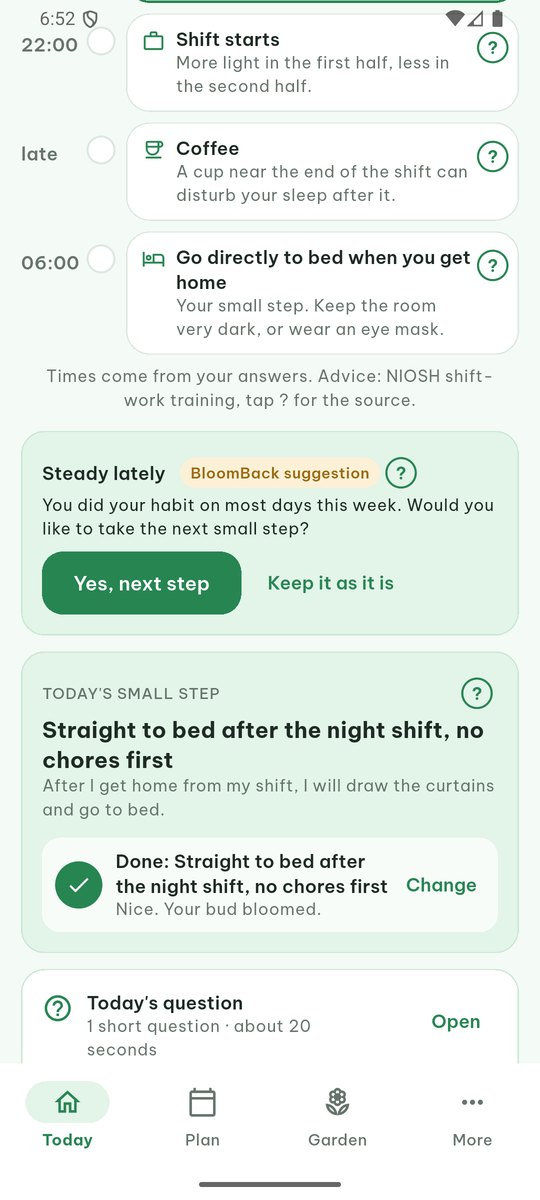 6:52
22:00
Shift starts
?
More light in the first half, less in
the second half.
late
Coffee
?
A cup near the end of the shift can
disturb your sleep after it.
06:00
Go directly to bed when you get
home
?
Your small step. Keep the room
very dark, or wear an eye mask.
Times come from your answers. Advice: NIOSH shift-
work training, tap ? for the source.
Steady lately BloomBack suggestion ?
You did your habit on most days this week. Would you
like to take the next small step?
Yes, next step Keep it as it is
TODAY'S SMALL STEP ?
Straight to bed after the night shift, no
chores first
After I get home from my shift, I will draw the curtains
and go to bed.
Done: Straight to bed after
the night shift, no chores first
Change
Nice. Your bud bloomed.
? Today's question
1 short question · about 20
seconds
Open
Today Plan Garden More